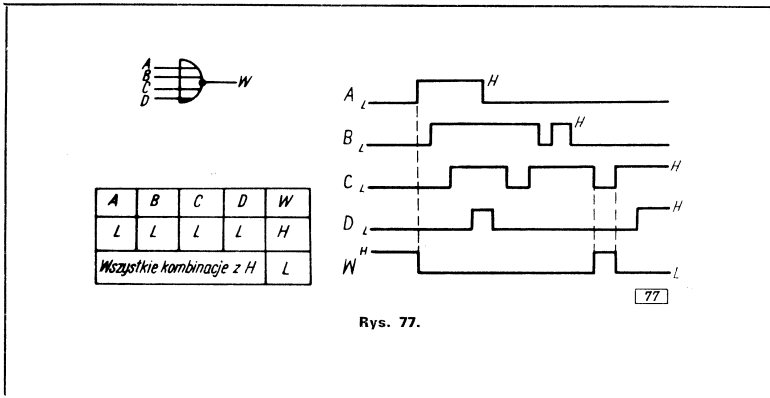 A
B
C
D
W
A B C D W
L L L L H
Wszystkie kombinacje z H L
A L H
B L H
C L H
D L H
W H L
77
Rys. 77.